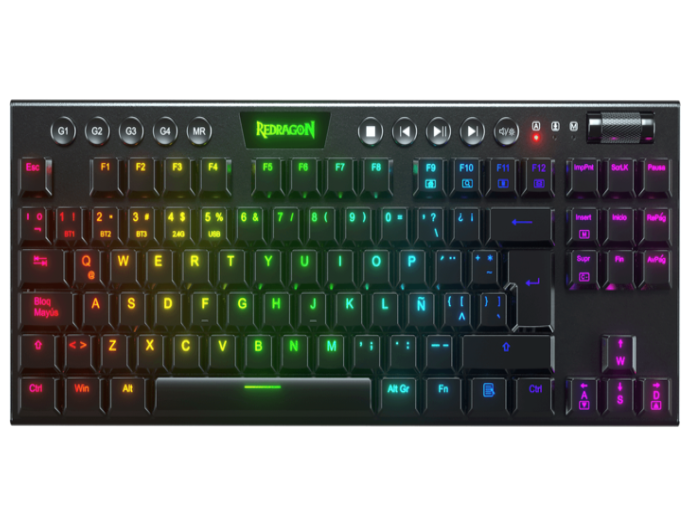 G1 G2 G3 G4 MR REDRAGON A M
Esc F1 F2 F3 F4 F5 F6 F7 F8 F9 F10 F11 F12 ImpPnt ScrLK Pausa
1 ! 2 " 3 # 4 $ 5 % 6 & 7 / 8 ( 9 ) 0 = ' ? \ ¿ ¡ Insert Inicio RePág
BT1 BT2 BT3 2.4G USB
Q W E R T Y U I O P + * Supr Fin AvPág
Bloq Mayús A S D F G H J K L Ñ { [ ^ } ]
< > Z X C V B N M , ; . : W
Ctrl Win Alt Alt Gr Fn Ctrl A S D